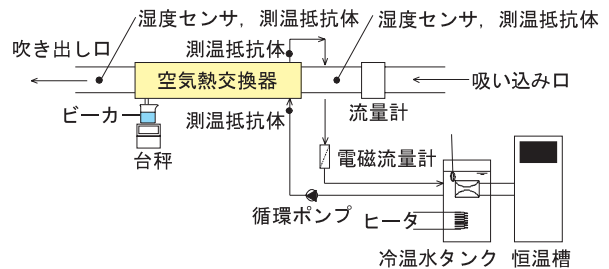 湿度センサ，測温抵抗体
湿度センサ，測温抵抗体
吹き出し口
測温抵抗体
空気熱交換器
吸い込み口
ビーカー
測温抵抗体
流量計
台秤
電磁流量計
循環ポンプ
ヒータ
冷温水タンク
恒温槽